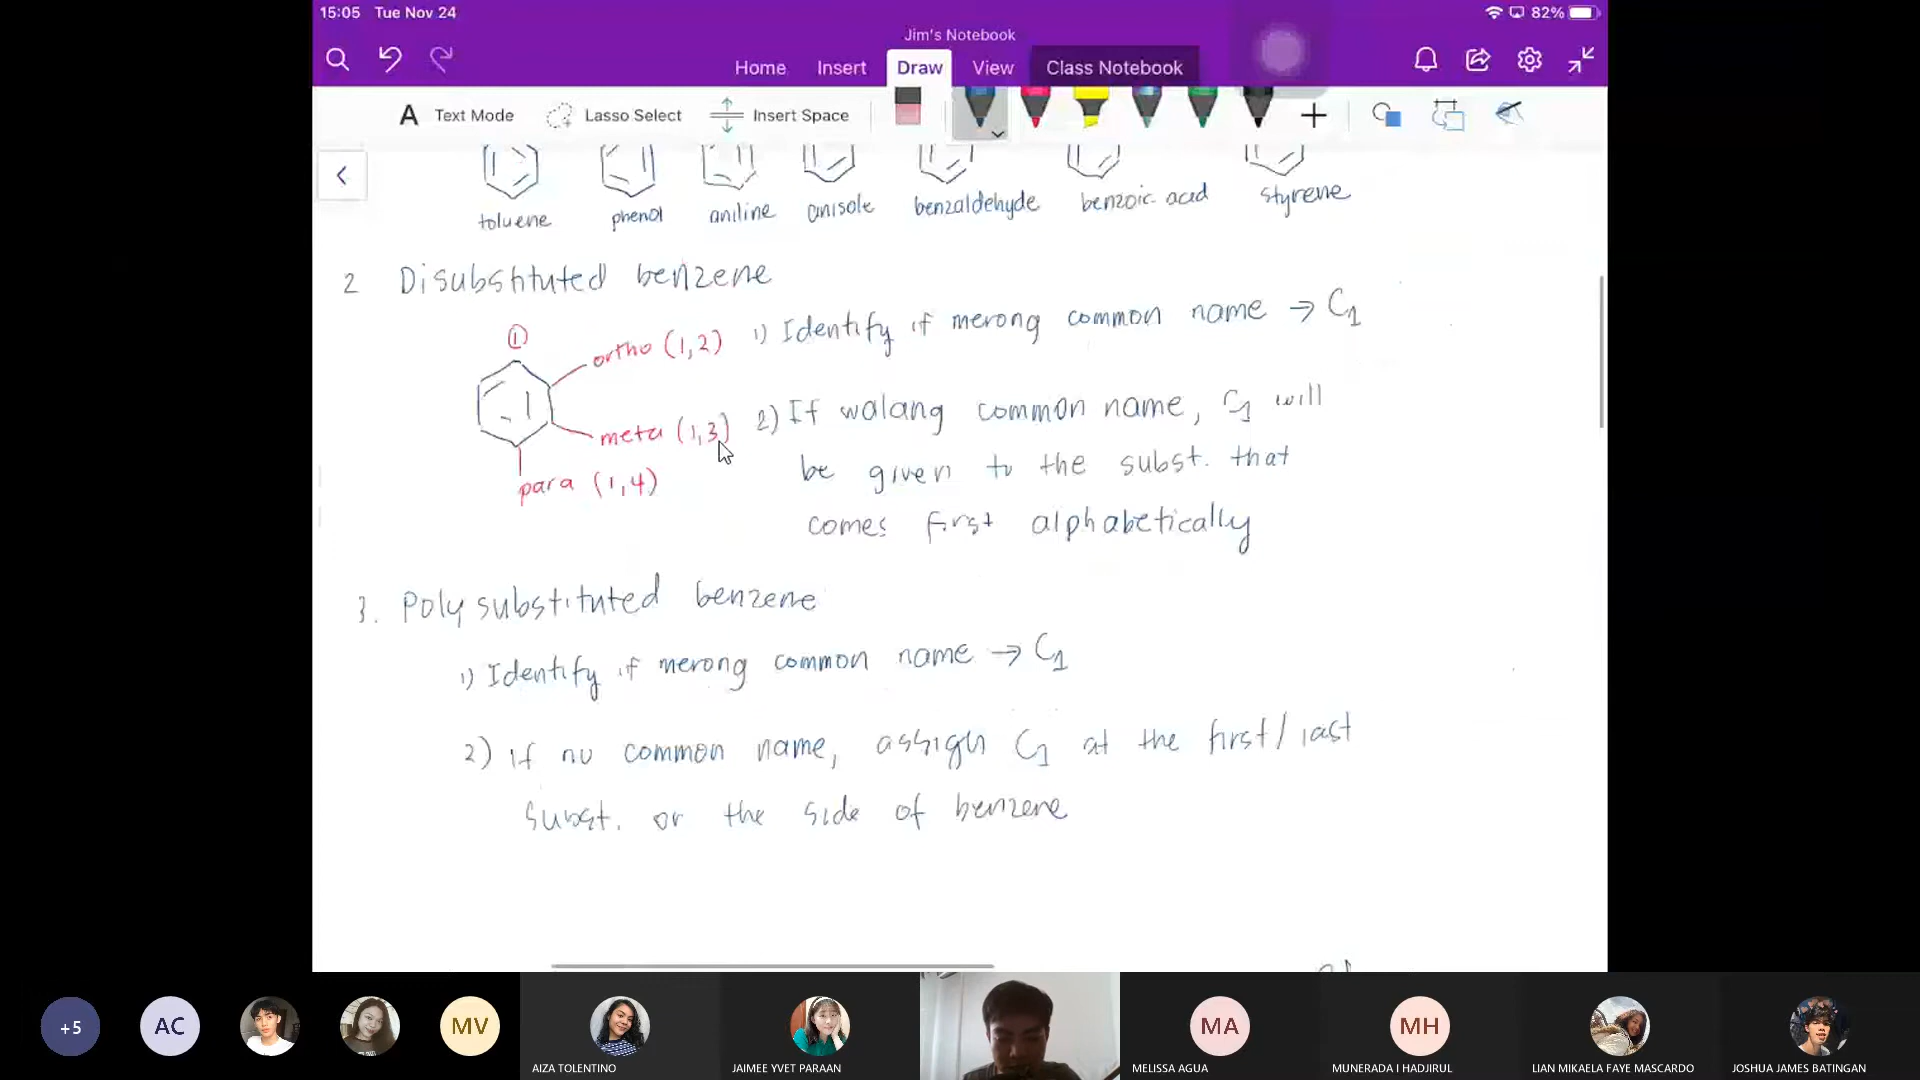 15:05 Tue Nov 24
82%
Jim's Notebook
Home Insert Draw View Class Notebook
A Text Mode Lasso Select Insert Space
toluene phenol aniline anisole benzaldehyde benzoic acid styrene
2 Disubstituted benzene
①
ortho (1,2)
meta (1,3)
para (1,4)
1) Identify if merong common name → C1
2) If walang common name, C1 will
be given to the subst. that
comes first alphabetically
3. Polysubstituted benzene
1) Identify if merong common name → C1
2) If no common name, assign C1 at the first/last
subst. or the side of benzene
+5 AC MV MA MH
AIZA TOLENTINO JAIMEE YVET PARAAN MELISSA AGUA MUNERADA I HADJIRUL LIAN MIKAELA FAYE MASCARDO JOSHUA JAMES BATINGAN